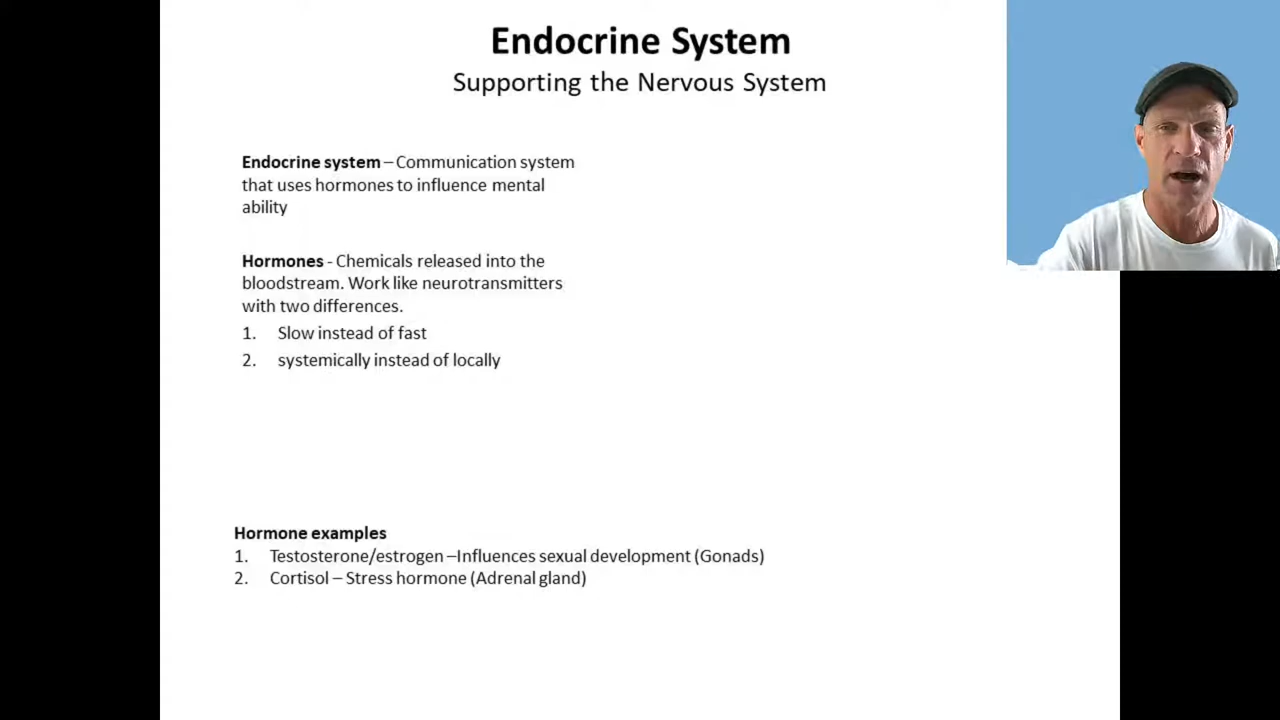 Endocrine System
Supporting the Nervous System
Endocrine system – Communication system
that uses hormones to influence mental
ability
Hormones - Chemicals released into the
bloodstream. Work like neurotransmitters
with two differences.
1. Slow instead of fast
2. systemically instead of locally
Hormone examples
1. Testosterone/estrogen –Influences sexual development (Gonads)
2. Cortisol – Stress hormone (Adrenal gland)